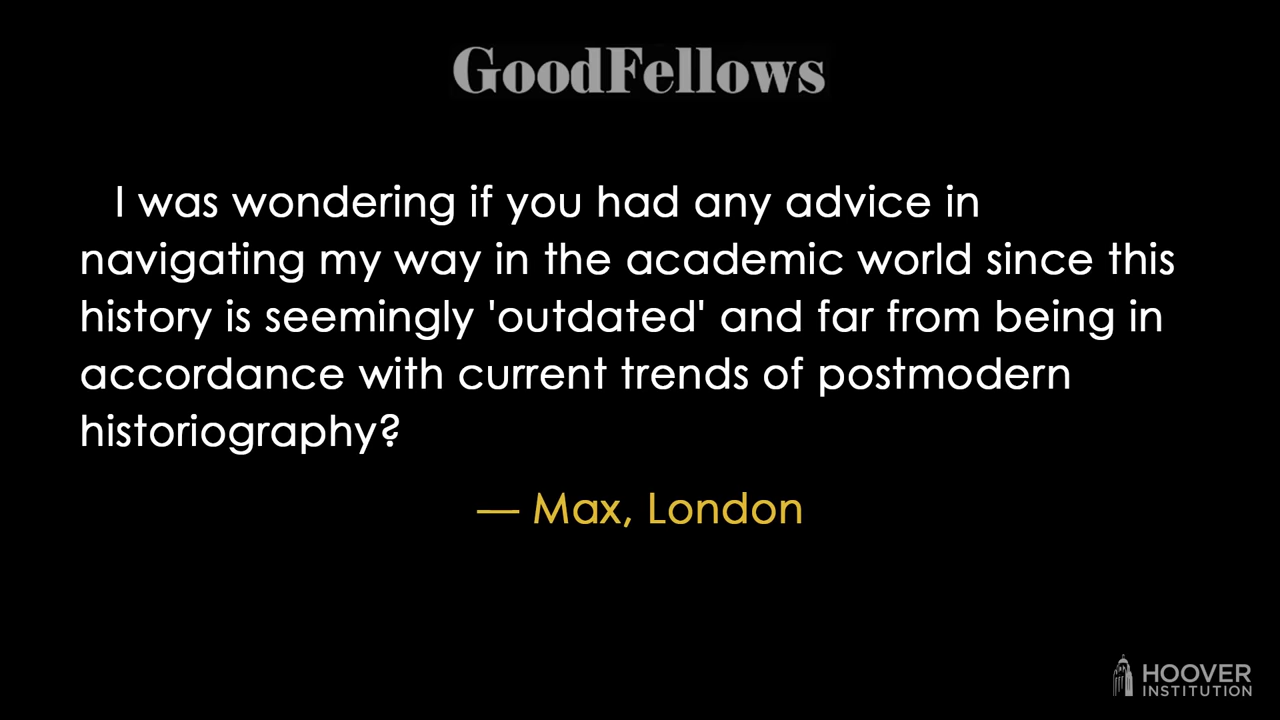 GoodFellows
I was wondering if you had any advice in
navigating my way in the academic world since this
history is seemingly 'outdated' and far from being in
accordance with current trends of postmodern
historiography?
— Max, London
HOOVER
INSTITUTION